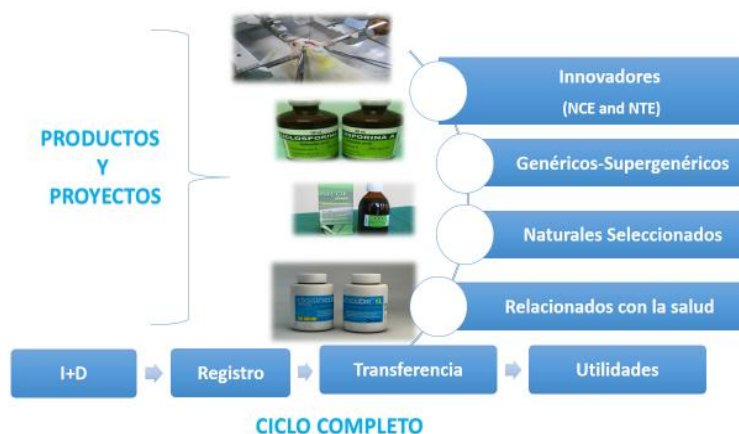 PRODUCTOS
Y
PROYECTOS
Innovadores
(NCE and NTE)
Genéricos-Supergenéricos
Naturales Seleccionados
Relacionados con la salud
I+D
Registro
Transferencia
Utilidades
CICLO COMPLETO